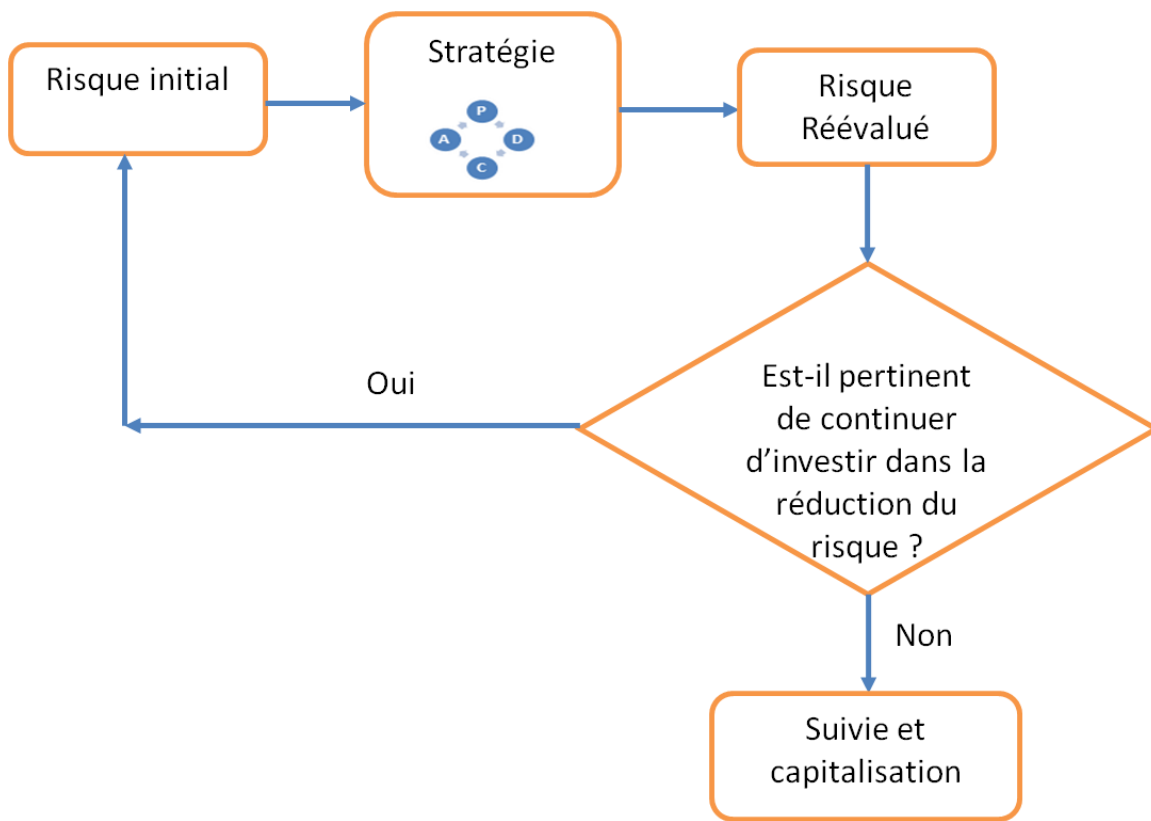 Risque initial
Stratégie
P
A
D
C
Risque
Réévalué
Est-il pertinent
de continuer
d’investir dans la
réduction du
risque ?
Oui
Non
Suivie et
capitalisation